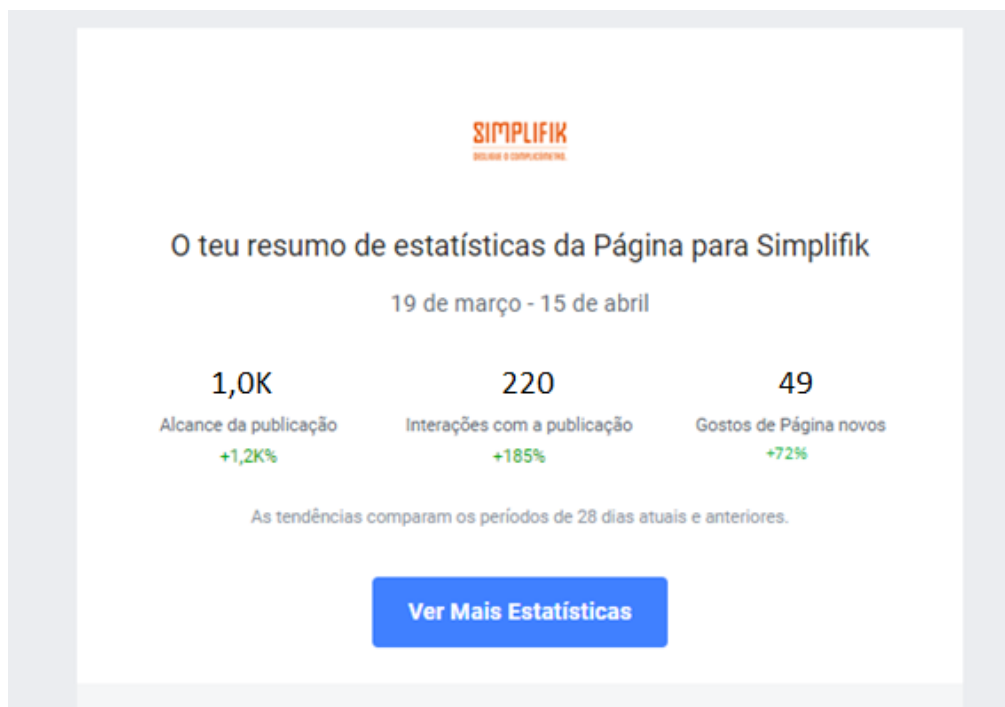 SIMPLIFIK
DESLIGUE O COMPLICÓMETRO.
O teu resumo de estatísticas da Página para Simplifik
19 de março - 15 de abril
1,0K 220 49
Alcance da publicação Interações com a publicação Gostos de Página novos
+1,2K% +185% +72%
As tendências comparam os períodos de 28 dias atuais e anteriores.
Ver Mais Estatísticas